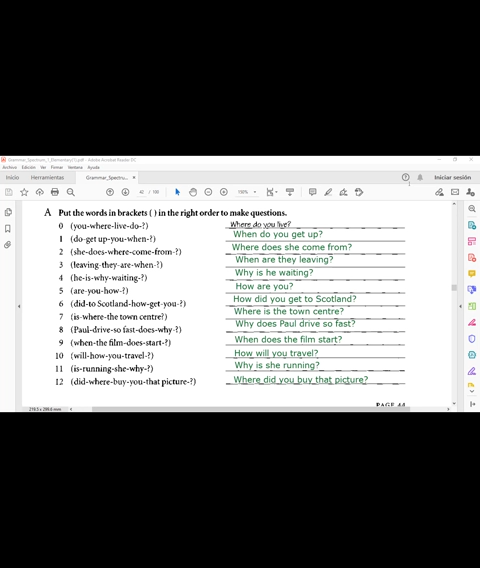 Grammar_Spectrum_1_Elementary(1).pdf - Adobe Acrobat Reader DC
Archivo Edición Ver Firmar Ventana Ayuda
Inicio Herramientas Grammar_Spectru... × Iniciar sesión
42 / 100 150%
A Put the words in brackets ( ) in the right order to make questions.
0 (you-where-live-do-?) Where do you live?
1 (do-get up-you-when-?) When do you get up?
2 (she-does-where-come-from-?) Where does she come from?
3 (leaving-they-are-when-?) When are they leaving?
4 (he-is-why-waiting-?) Why is he waiting?
5 (are-you-how-?) How are you?
6 (did-to Scotland-how-get-you-?) How did you get to Scotland?
7 (is-where-the town centre?) Where is the town centre?
8 (Paul-drive-so fast-does-why-?) Why does Paul drive so fast?
9 (when-the film-does-start-?) When does the film start?
10 (will-how-you-travel-?) How will you travel?
11 (is-running-she-why-?) Why is she running?
12 (did-where-buy-you-that picture-?) Where did you buy that picture?
219.5 x 299.6 mm
PAGE 44